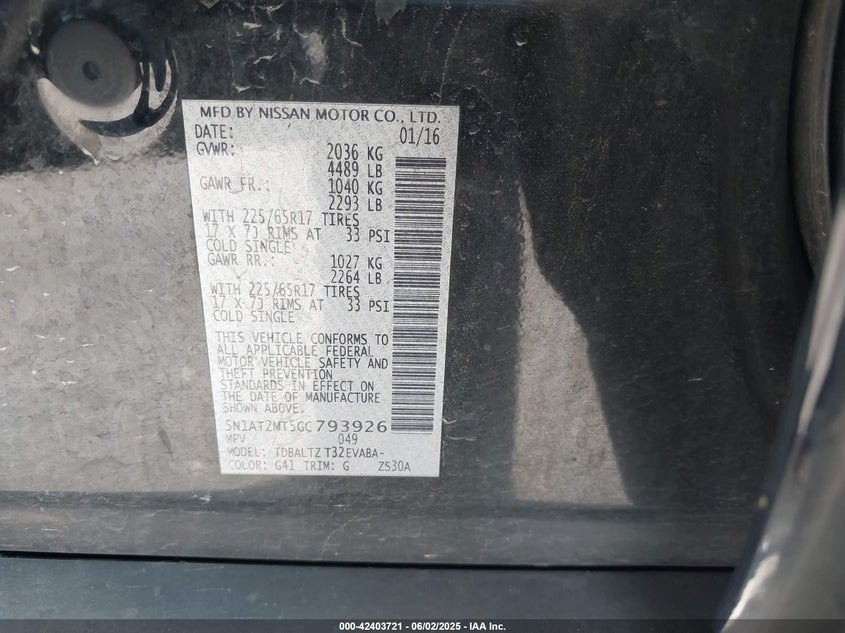 MFD BY NISSAN MOTOR CO., LTD.
DATE: 01/16
GVWR: 2036 KG
4489 LB
GAWR FR.: 1040 KG
2293 LB
WITH 225/65R17 TIRES
17 X 7J RIMS AT 33 PSI
COLD SINGLE
GAWR RR.: 1027 KG
2264 LB
WITH 225/65R17 TIRES
17 X 7J RIMS AT 33 PSI
COLD SINGLE
THIS VEHICLE CONFORMS TO
ALL APPLICABLE FEDERAL
MOTOR VEHICLE SAFETY AND
THEFT PREVENTION
STANDARDS IN EFFECT ON
THE DATE OF MANUFACTURE
SHOWN ABOVE.
5N1AT2MT5GC793926
MPV 049
MODEL: TDBALTZ T32EVABA-
COLOR: G41 TRIM: G ZS30A
000-42403721 - 06/02/2025 - IAA Inc.